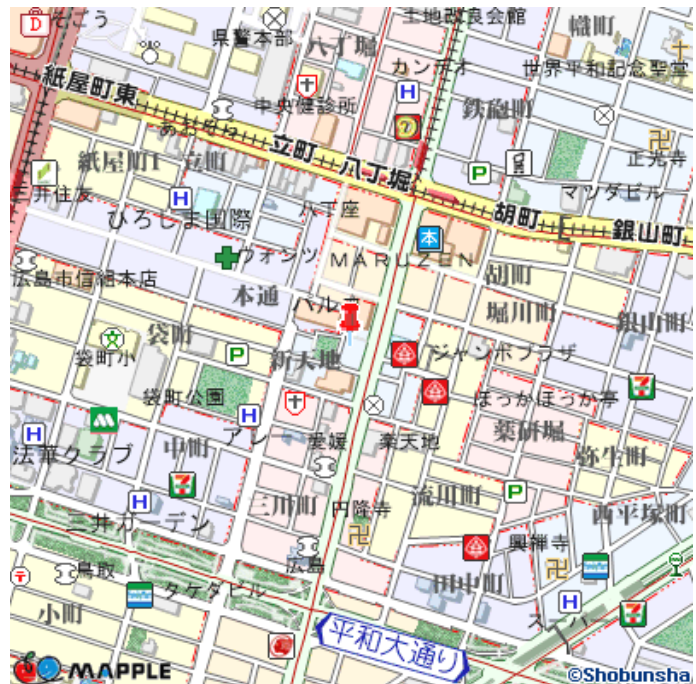 そごう
県警本部
八丁堀
土地改良会館
幟町
カンデオ
世界平和記念聖堂
紙屋町東
中央健診所
鉄砲町
立町
八丁堀
正光寺
紙屋町1
立町
三井住友
マツダビル
胡町
銀山町
ひろしま国際
八丁座
本
ウォンツ
MARUZEN
胡町
広島市信組本店
本通
パルコ
堀川町
銀山町
袋町
袋町小
新天地
ジャンボプラザ
袋町公園
ほっかほっか亭
アレー
愛媛
楽天地
薬研堀
弥生町
法華クラブ
中町
流川町
三川町
円隆寺
西平塚町
三井ガーデン
広島
興禅寺
鳥取
タケダビル
田中町
小町
スーパー
平和大通り
MAPPLE
©Shobunsha